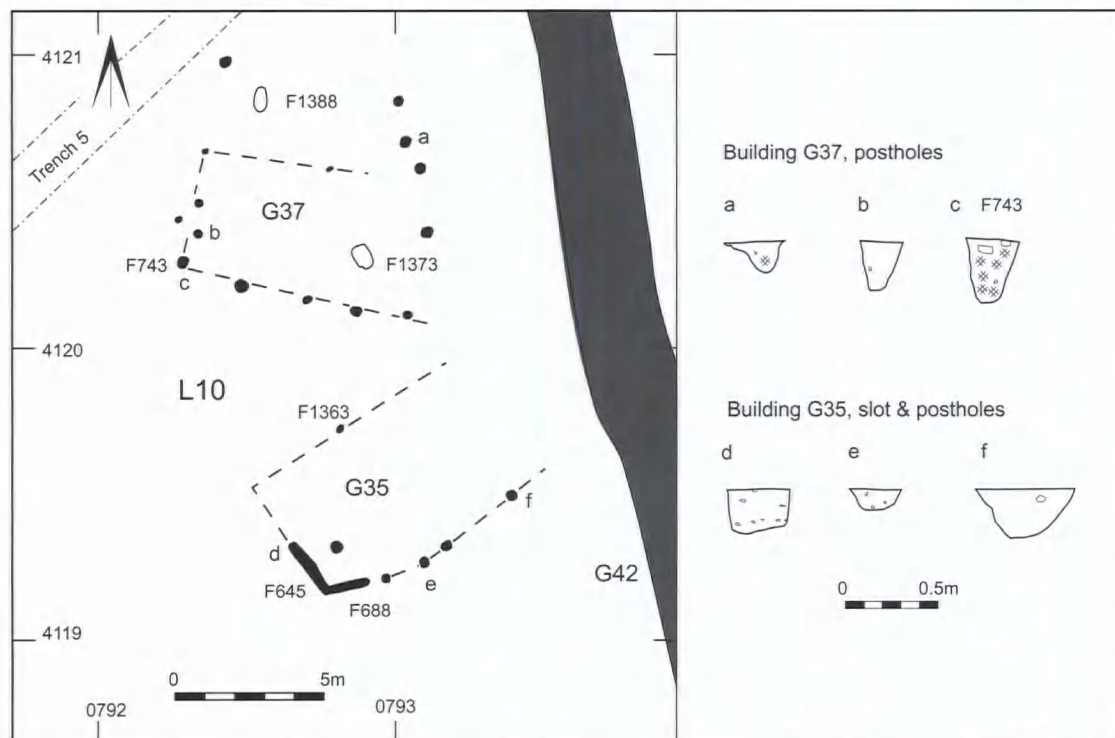 4121
Trench 5
F1388
a
G37
b
F743
c
F1373
4120
L10
F1363
G35
d
F645
F688
e
f
G42
4119
0 5m
0792 0793
Building G37, postholes
a b c F743
Building G35, slot & postholes
d e f
0 0.5m